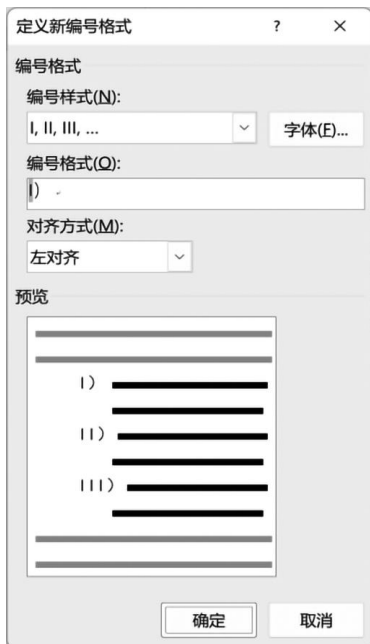 定义新编号格式 ? ×
编号格式
编号样式(N):
I, II, III, ...
字体(F)...
编号格式(O):
I）
对齐方式(M):
左对齐
预览
I）
II）
III）
确定 取消